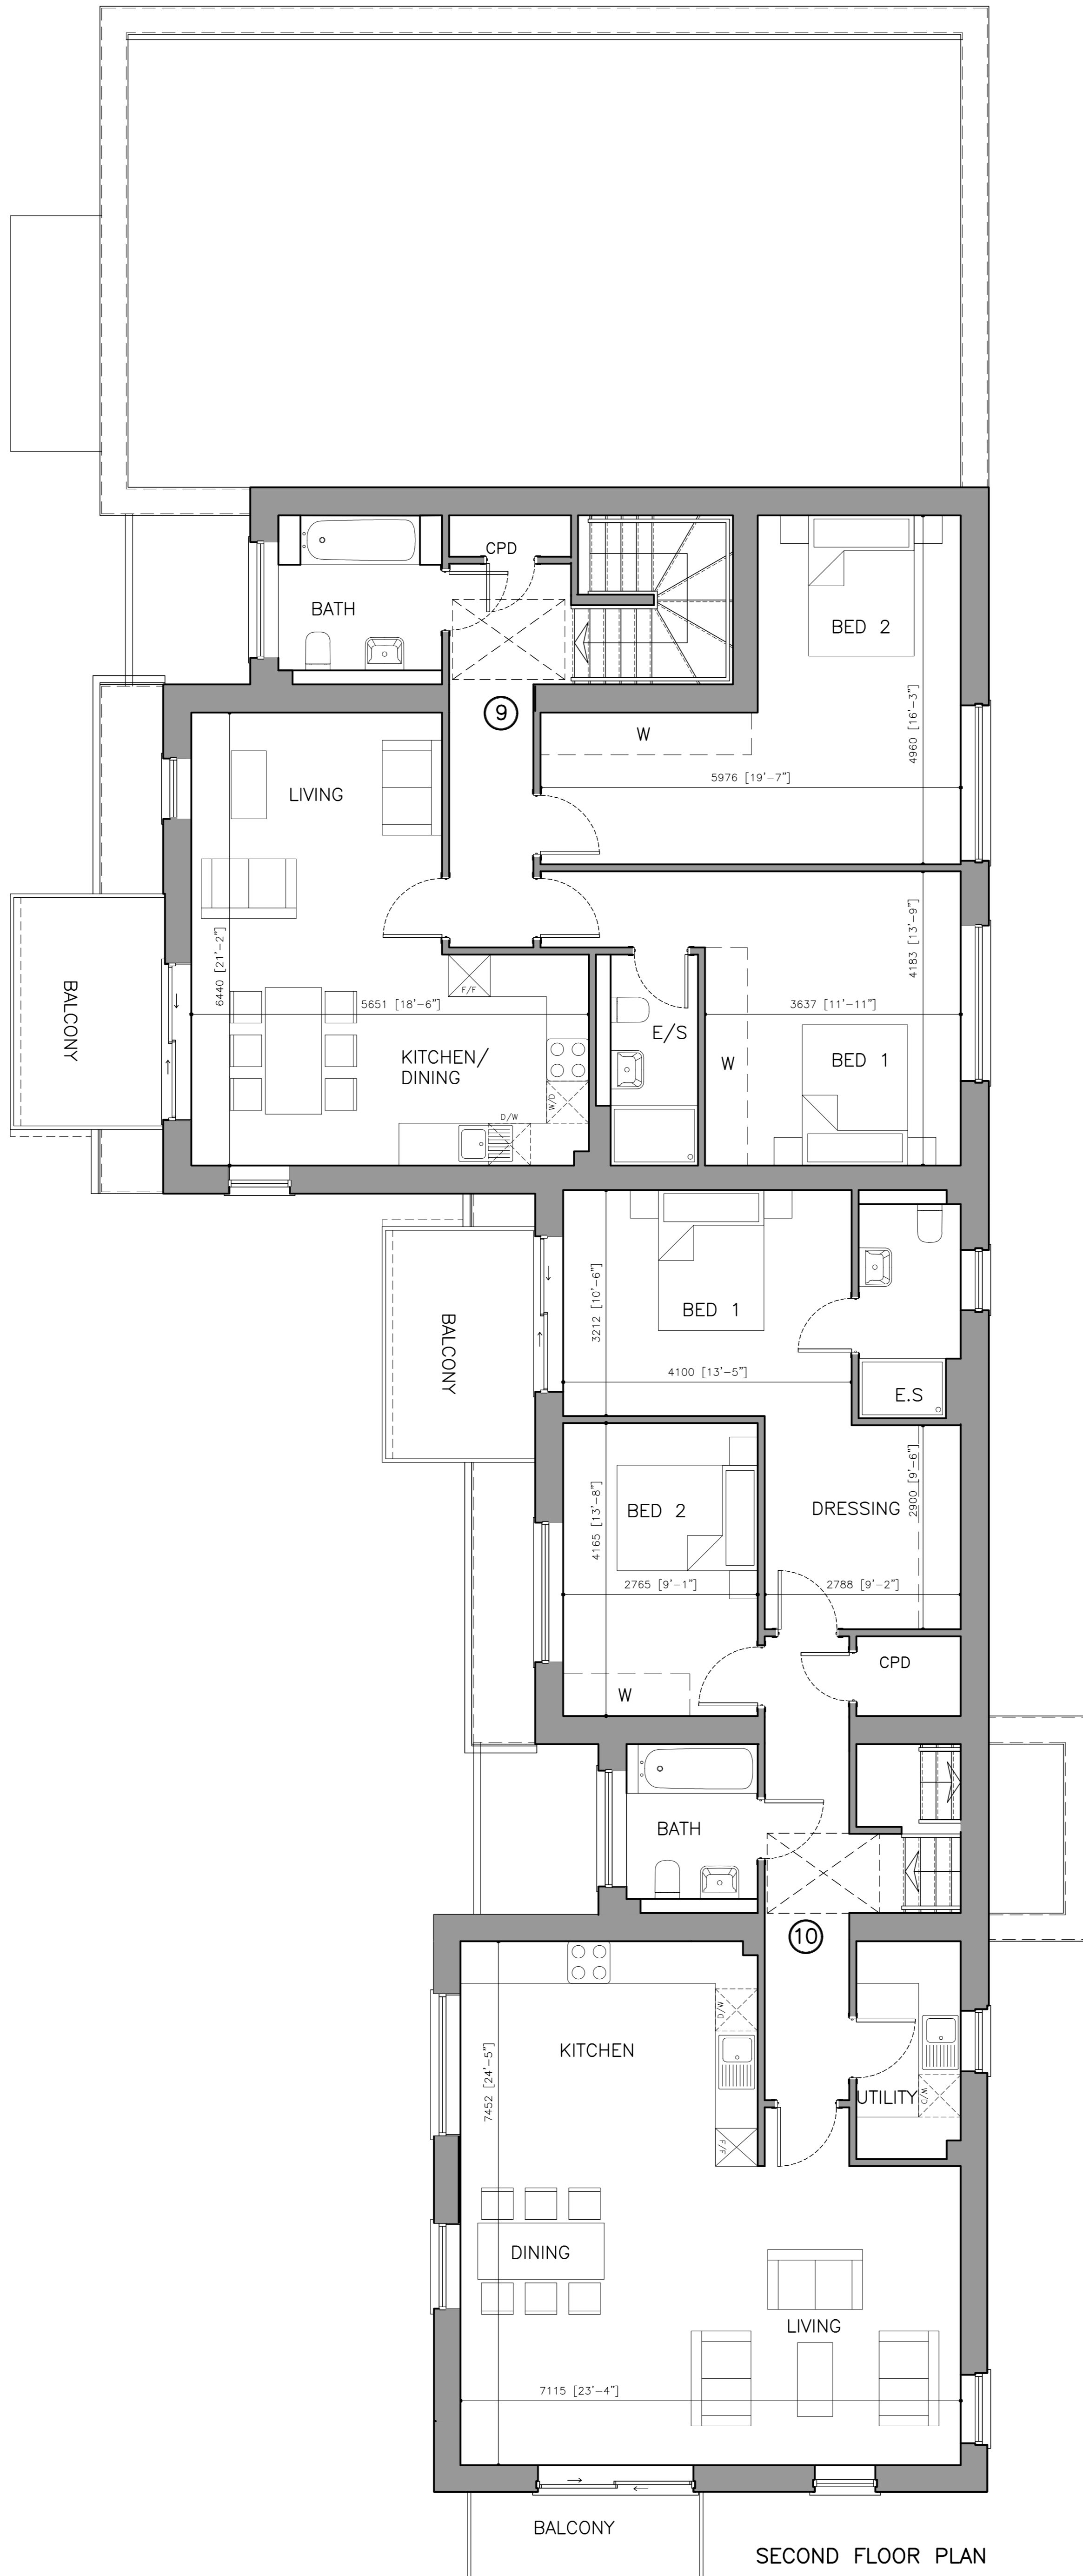 CPD
BATH
BED 2
9
W
4960 [16'-3"]
5976 [19'-7"]
LIVING
6440 [21'-2"]
4183 [13'-9"]
BALCONY
F/F
5651 [18'-6"]
3637 [11'-11"]
E/S
KITCHEN/
DINING
BED 1
W
W/D
D/W
BED 1
3212 [10'-6"]
BALCONY
4100 [13'-5"]
E.S
4165 [13'-8"]
BED 2
DRESSING
2900 [9'-6"]
2765 [9'-1"]
2788 [9'-2"]
CPD
W
BATH
10
D/W
KITCHEN
7452 [24'-5"]
UTILITY
W/D
F/F
DINING
LIVING
7115 [23'-4"]
BALCONY
SECOND FLOOR PLAN